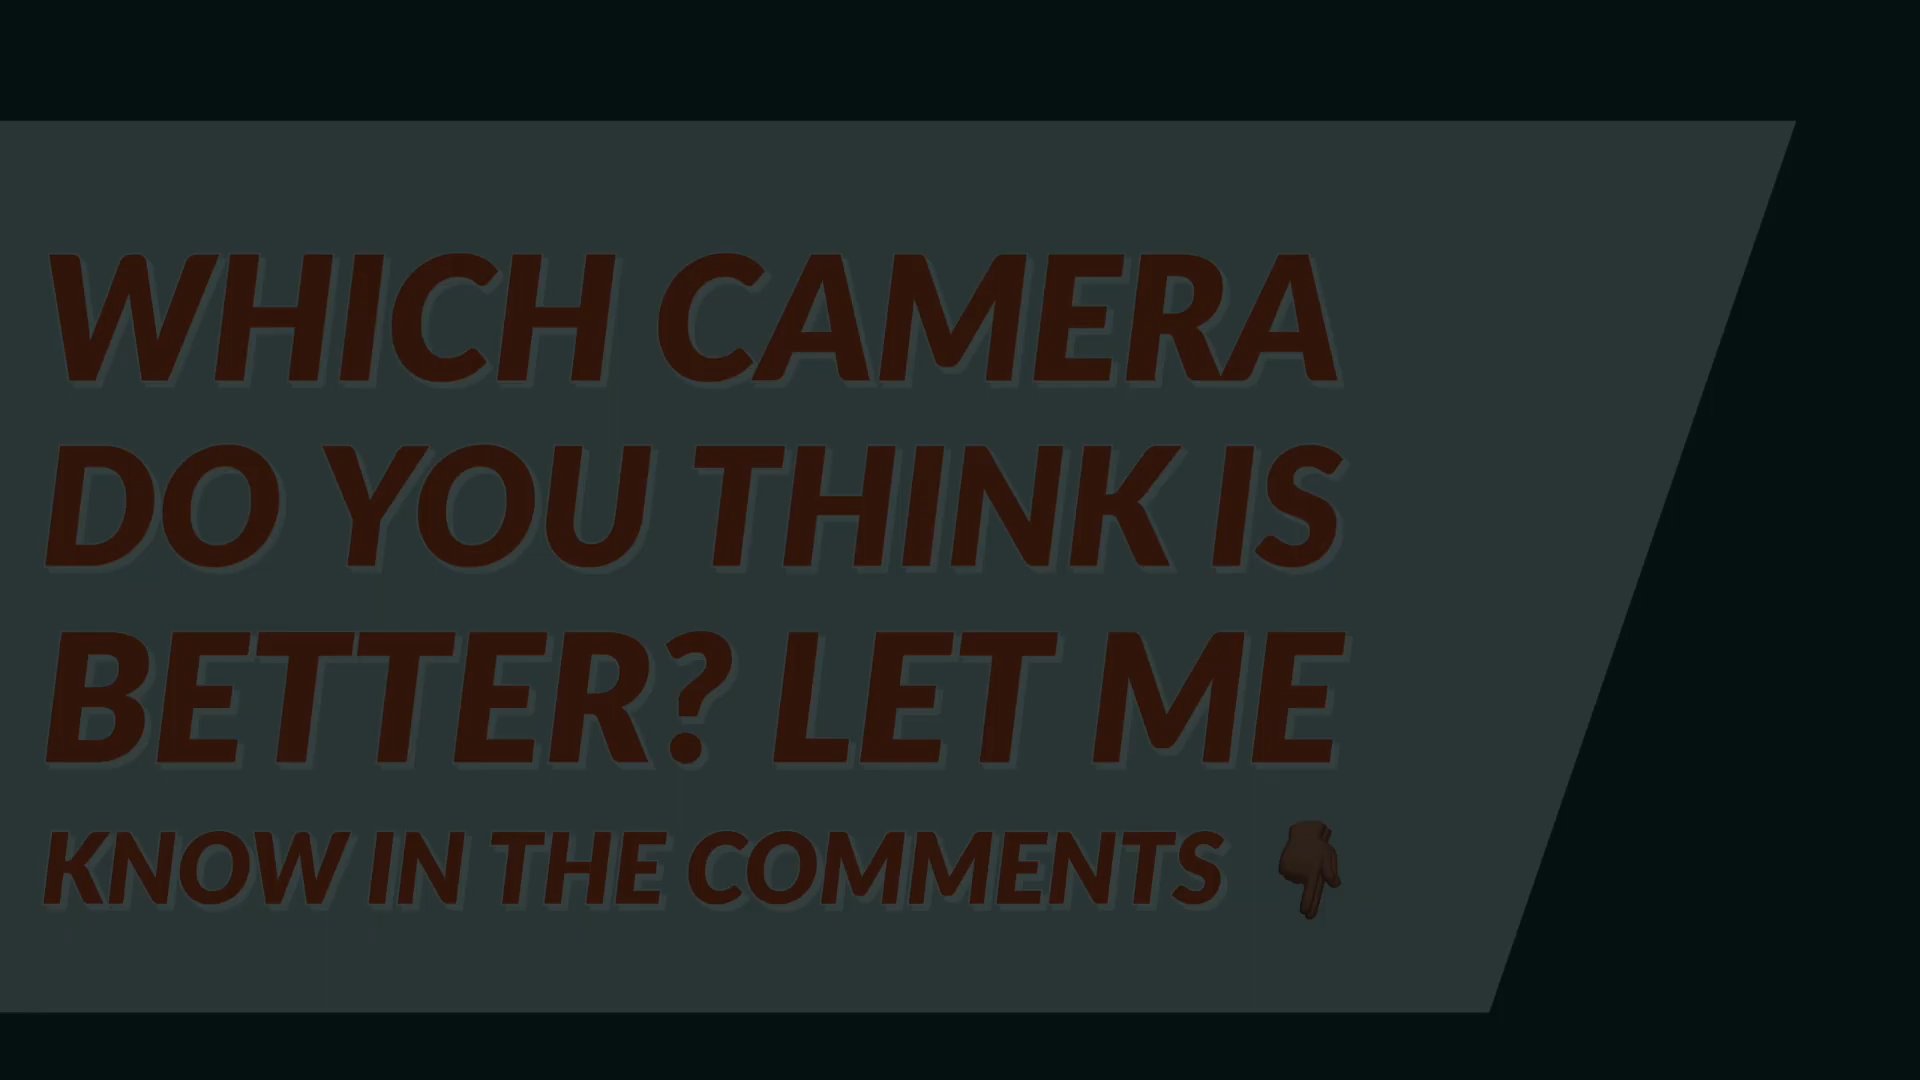 WHICH CAMERA
DO YOU THINK IS
BETTER? LET ME
KNOW IN THE COMMENTS 👇